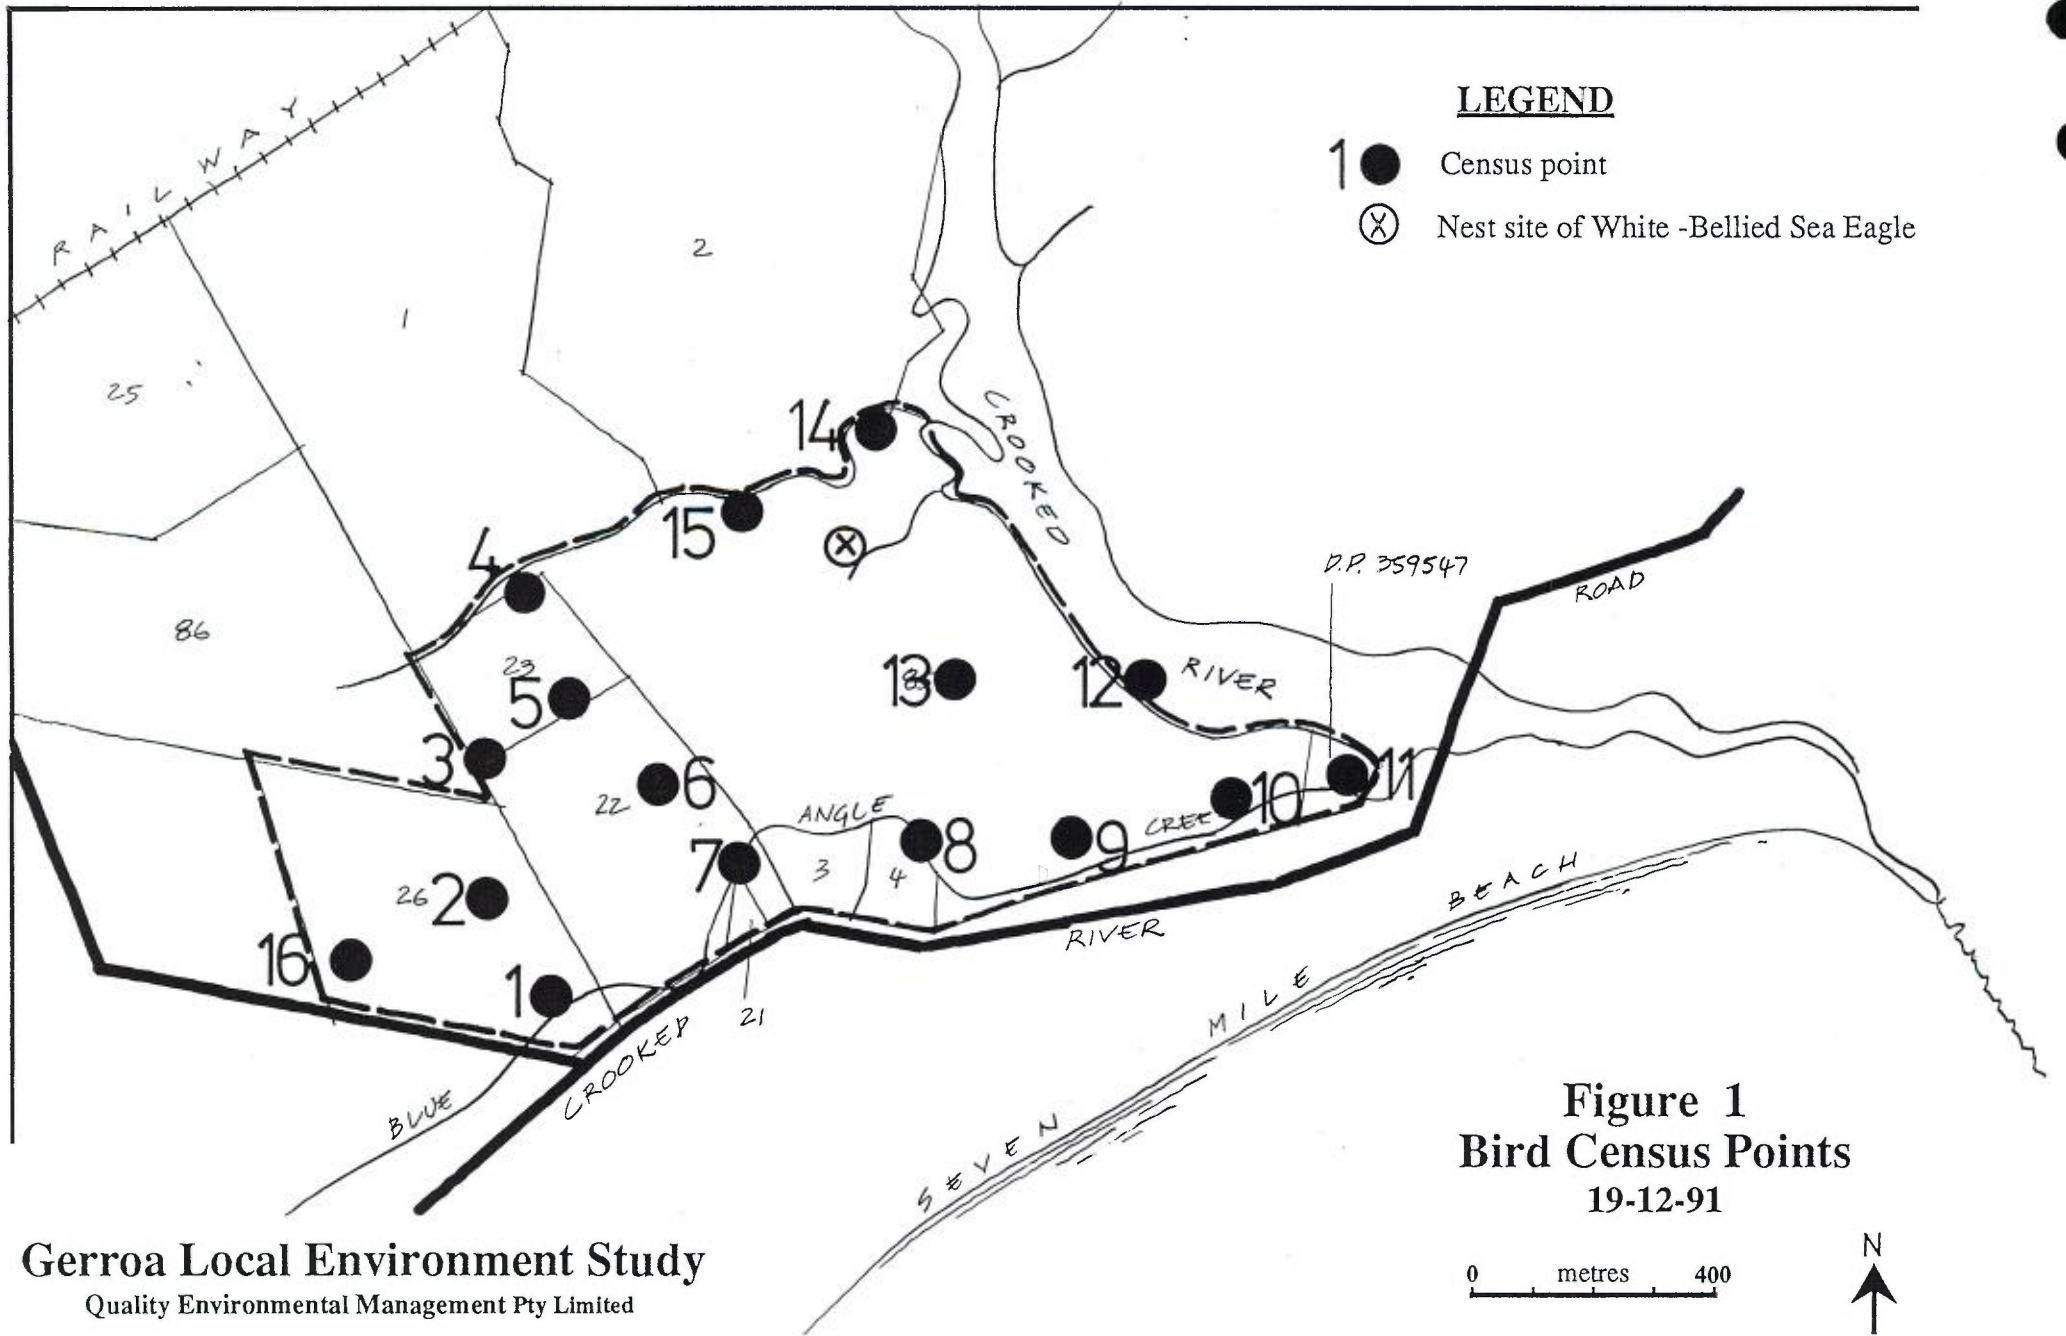 RAILWAY
LEGEND
1 Census point
Nest site of White -Bellied Sea Eagle
2
1
25
CROOKED
14
15
4
D.P. 359547
ROAD
86
23
5
13
12
RIVER
3
6
22
11
10
ANGLE
CREE
7
8
9
3
4
26
2
BEACH
RIVER
16
1
21
CROOKED
MILE
BLUE
SEVEN
Figure 1
Bird Census Points
19-12-91
Gerroa Local Environment Study
Quality Environmental Management Pty Limited
0 metres 400
N